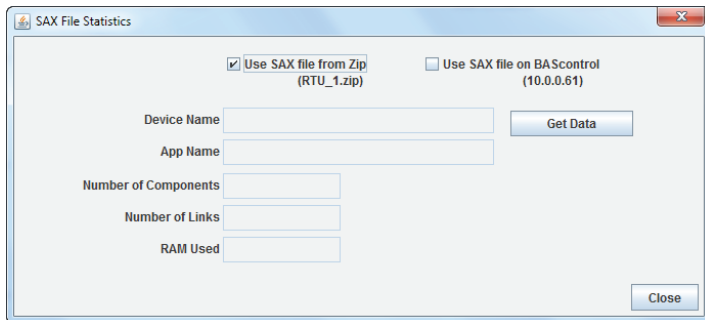 SAX File Statistics
Use SAX file from Zip
(RTU_1.zip)
Use SAX file on BAScontrol
(10.0.0.61)
Device Name
Get Data
App Name
Number of Components
Number of Links
RAM Used
Close